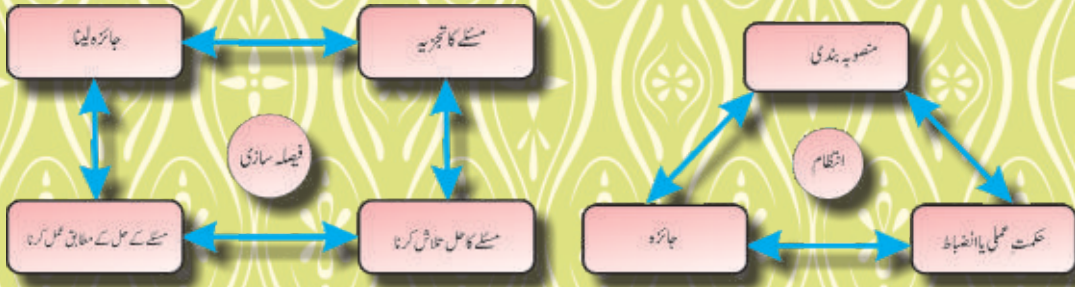 منصوبہ بندی
انتظام
حکمتِ عملی یا انضباط
جائزہ
مسئلے کا تجزیہ
جائزہ لینا
فیصلہ سازی
مسئلے کا حل تلاش کرنا
مسئلے کے حل کے مطابق عمل کرنا